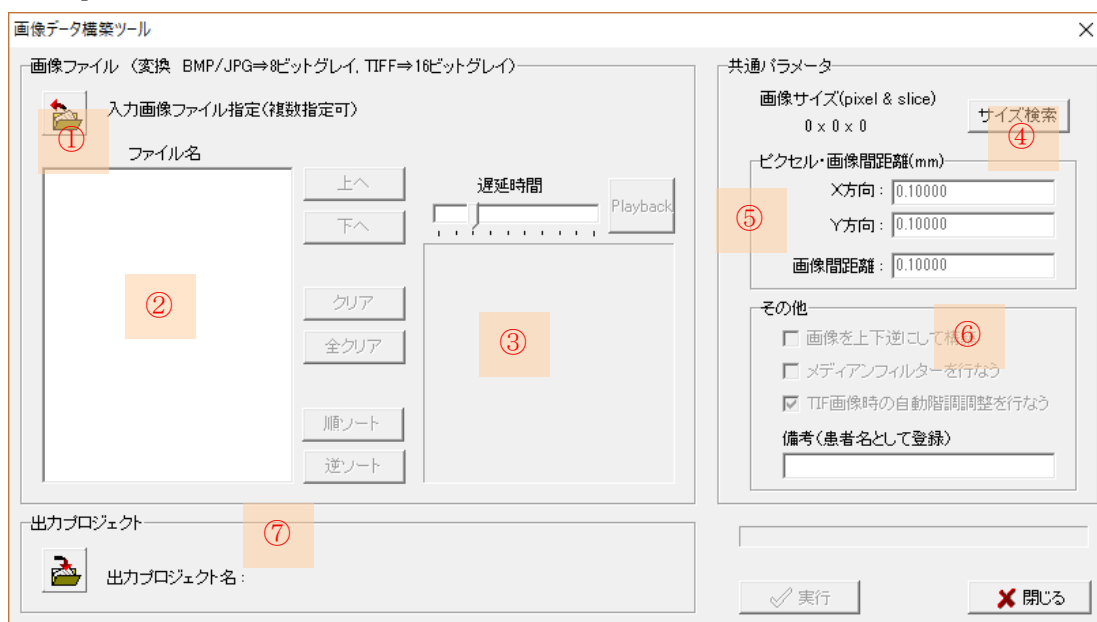 画像データ構築ツール
画像ファイル (変換 BMP/JPG⇒8ビットグレイ, TIFF⇒16ビットグレイ)
① 入力画像ファイル指定(複数指定可)
ファイル名
②
上へ
下へ
クリア
全クリア
順ソート
逆ソート
遅延時間
Playback
③
出力プロジェクト
⑦
出力プロジェクト名:
共通パラメータ
画像サイズ(pixel & slice)
0 x 0 x 0
サイズ検索
④
ピクセル・画像間距離(mm)
⑤
X方向: 0.10000
Y方向: 0.10000
画像間距離: 0.10000
その他
⑥
画像を上下逆にして構
メディアンフィルターを行なう
TIF画像時の自動階調調整を行なう
備考(患者名として登録)
実行
閉じる